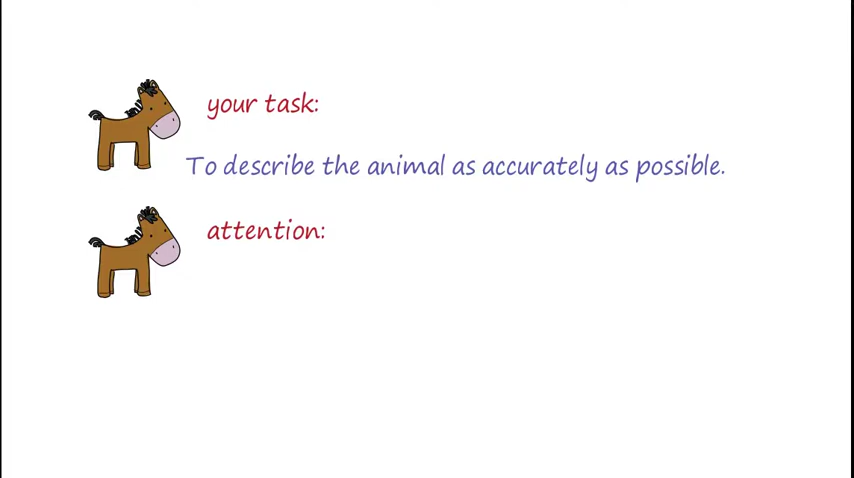 your task:
To describe the animal as accurately as possible.
attention: